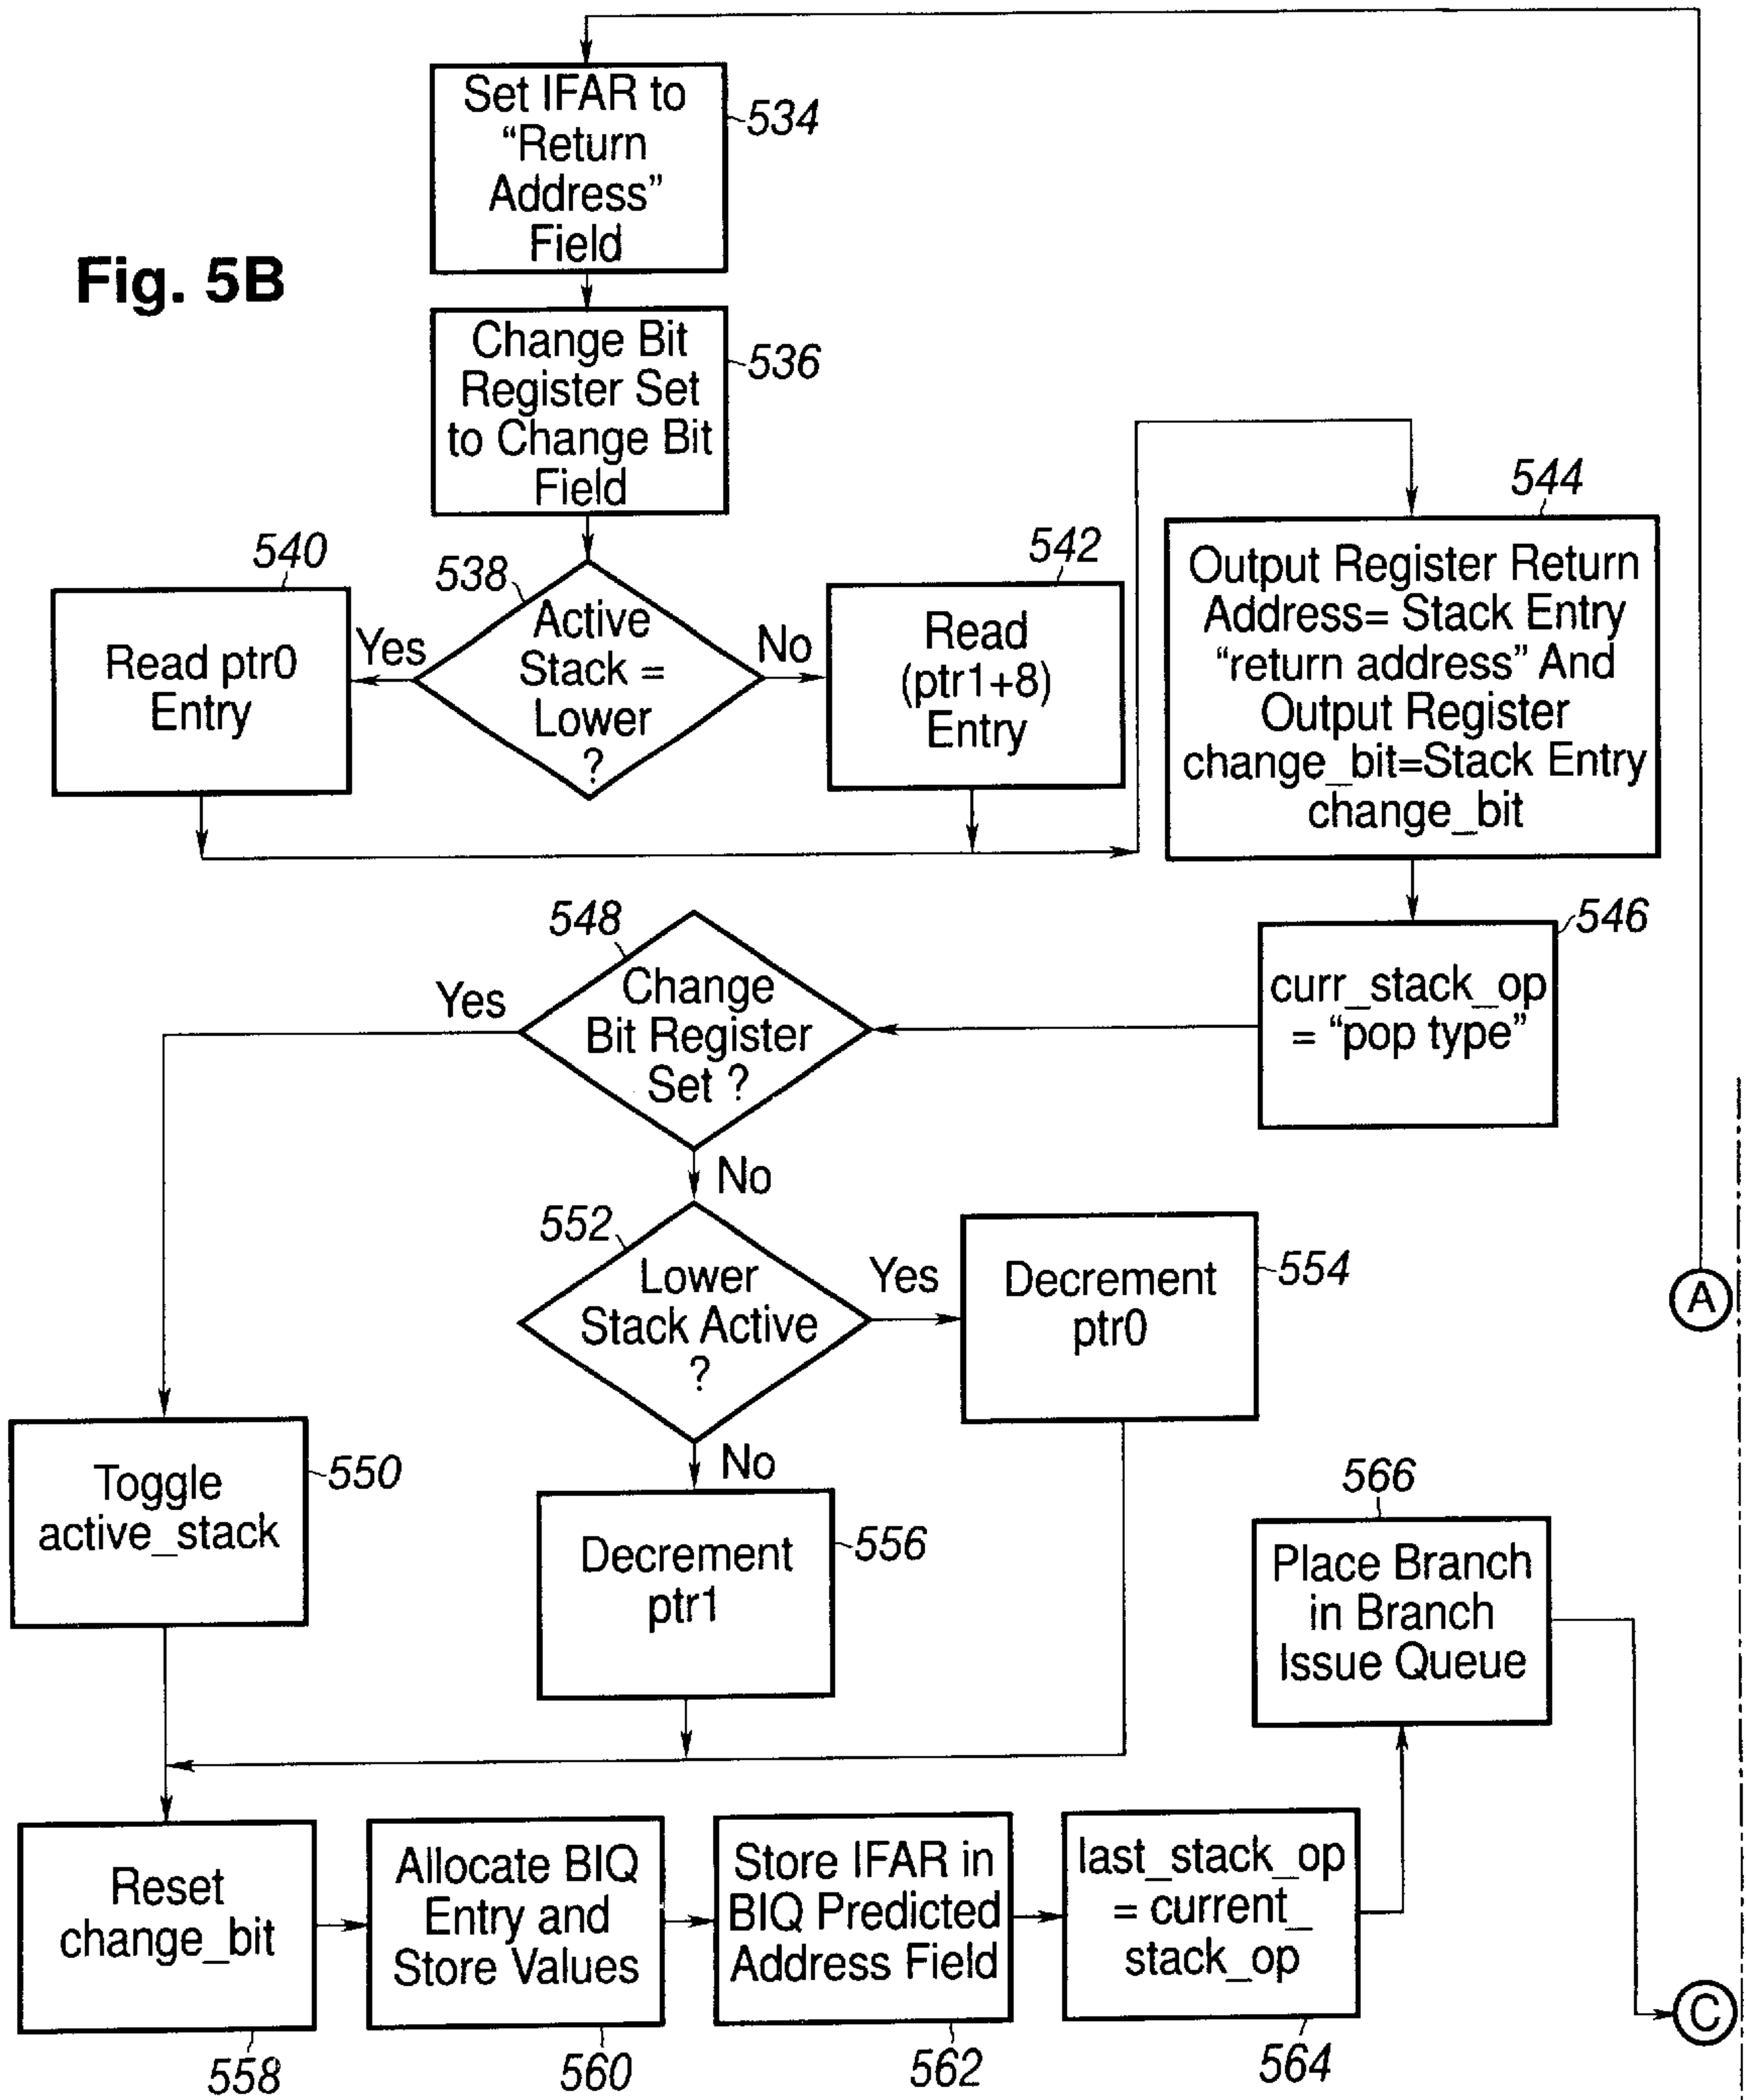 Fig. 5B
Set IFAR to
“Return
Address”
Field
534
Change Bit
Register Set
to Change Bit
Field
536
538
Active
Stack =
Lower
?
Yes
No
540
Read ptr0
Entry
542
Read
(ptr1+8)
Entry
544
Output Register Return
Address= Stack Entry
“return address” And
Output Register
change_bit=Stack Entry
change_bit
546
curr_stack_op
= “pop type”
548
Change
Bit Register
Set ?
Yes
No
552
Lower
Stack Active
?
Yes
No
Decrement
ptr0
554
A
Toggle
active_stack
550
Decrement
ptr1
556
566
Place Branch
in Branch
Issue Queue
Reset
change_bit
558
Allocate BIQ
Entry and
Store Values
560
Store IFAR in
BIQ Predicted
Address Field
562
last_stack_op
= current_
stack_op
564
C